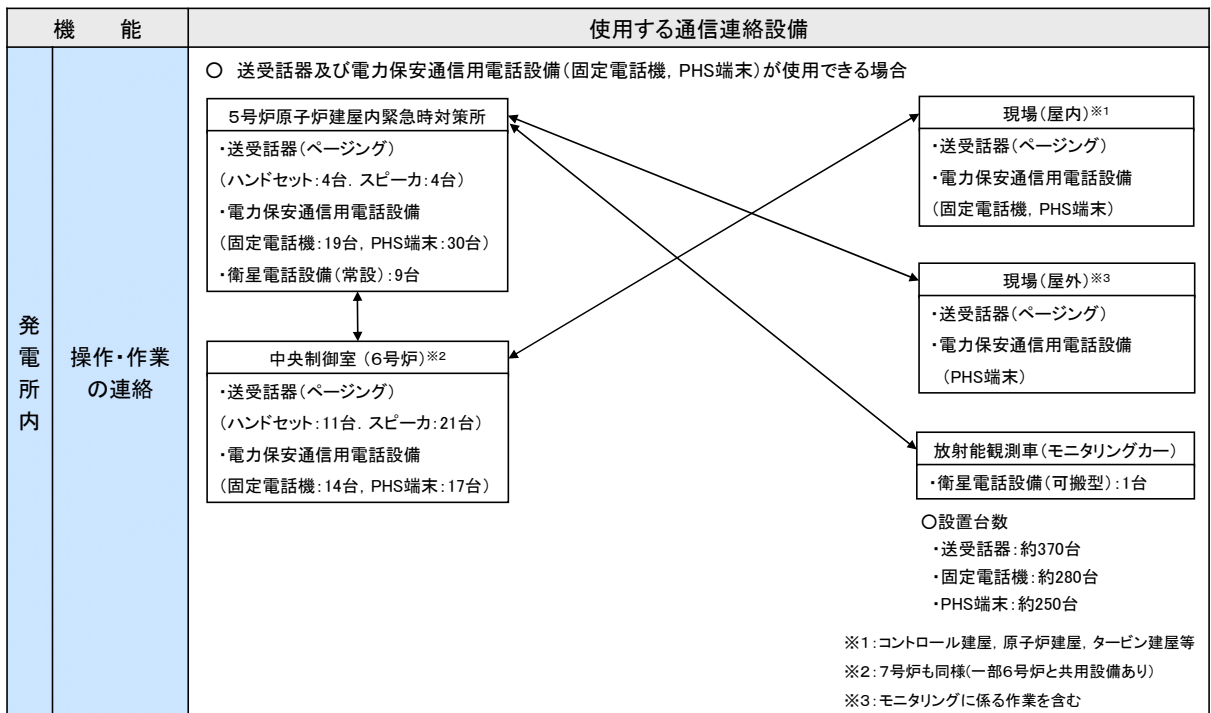 機　能
使用する通信連絡設備
発電所内
操作・作業
の連絡
○ 送受話器及び電力保安通信用電話設備(固定電話機, PHS端末)が使用できる場合
5号炉原子炉建屋内緊急時対策所
・送受話器(ページング)
(ハンドセット:4台. スピーカ:4台)
・電力保安通信用電話設備
(固定電話機:19台, PHS端末:30台)
・衛星電話設備(常設):9台
中央制御室 (6号炉)※2
・送受話器(ページング)
(ハンドセット:11台. スピーカ:21台)
・電力保安通信用電話設備
(固定電話機:14台, PHS端末:17台)
現場(屋内)※1
・送受話器(ページング)
・電力保安通信用電話設備
(固定電話機, PHS端末)
現場(屋外)※3
・送受話器(ページング)
・電力保安通信用電話設備
(PHS端末)
放射能観測車(モニタリングカー)
・衛星電話設備(可搬型):1台
○設置台数
・送受話器:約370台
・固定電話機:約280台
・PHS端末:約250台
※1:コントロール建屋, 原子炉建屋, タービン建屋等
※2:7号炉も同様(一部6号炉と共用設備あり)
※3:モニタリングに係る作業を含む